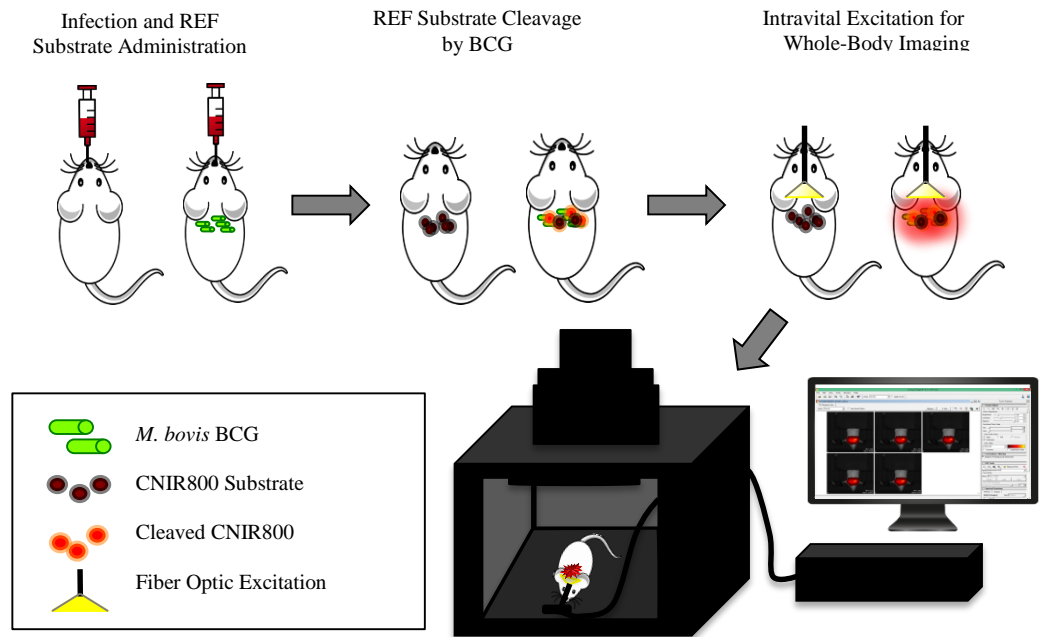 Infection and REF
Substrate Administration
REF Substrate Cleavage
by BCG
Intravital Excitation for
Whole-Body Imaging
M. bovis BCG
CNIR800 Substrate
Cleaved CNIR800
Fiber Optic Excitation